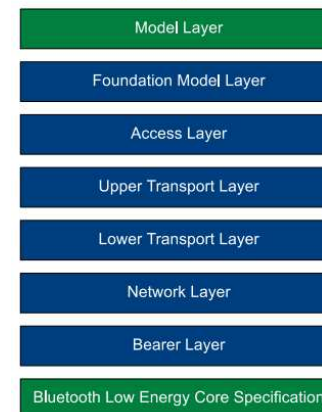 Model Layer
Foundation Model Layer
Access Layer
Upper Transport Layer
Lower Transport Layer
Network Layer
Bearer Layer
Bluetooth Low Energy Core Specification